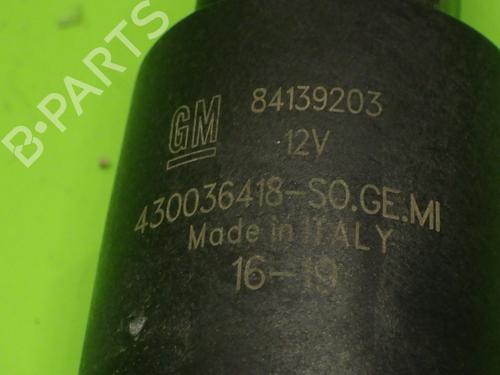 B-PARTS
GM 84139203
12V
430036418-SO.GE.MI
Made in ITALY
16-19